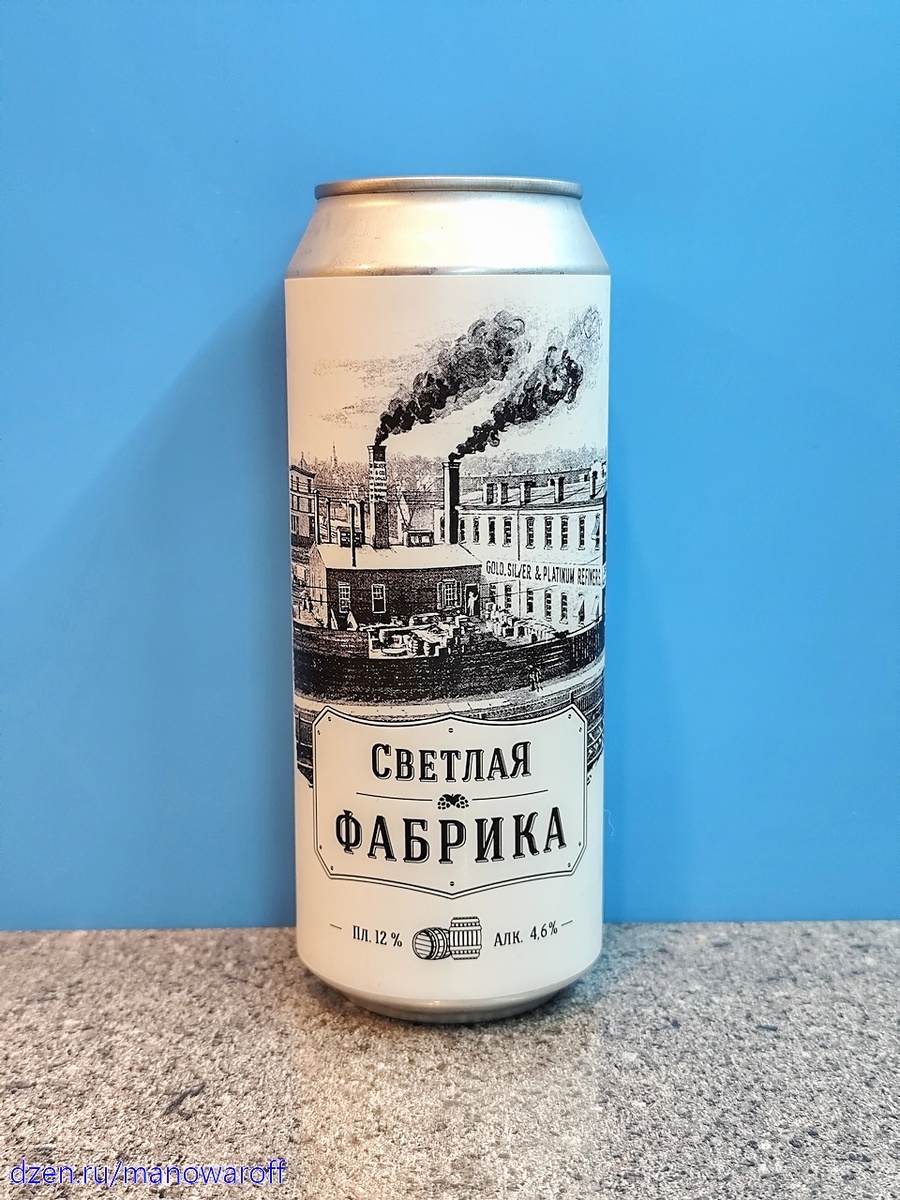 GOLD. SILVER & PLATINUM REFINERS.
СВЕТЛАЯ
ФАБРИКА
ПЛ. 12 %
АЛК. 4,6%
dzen.ru/manowaroff